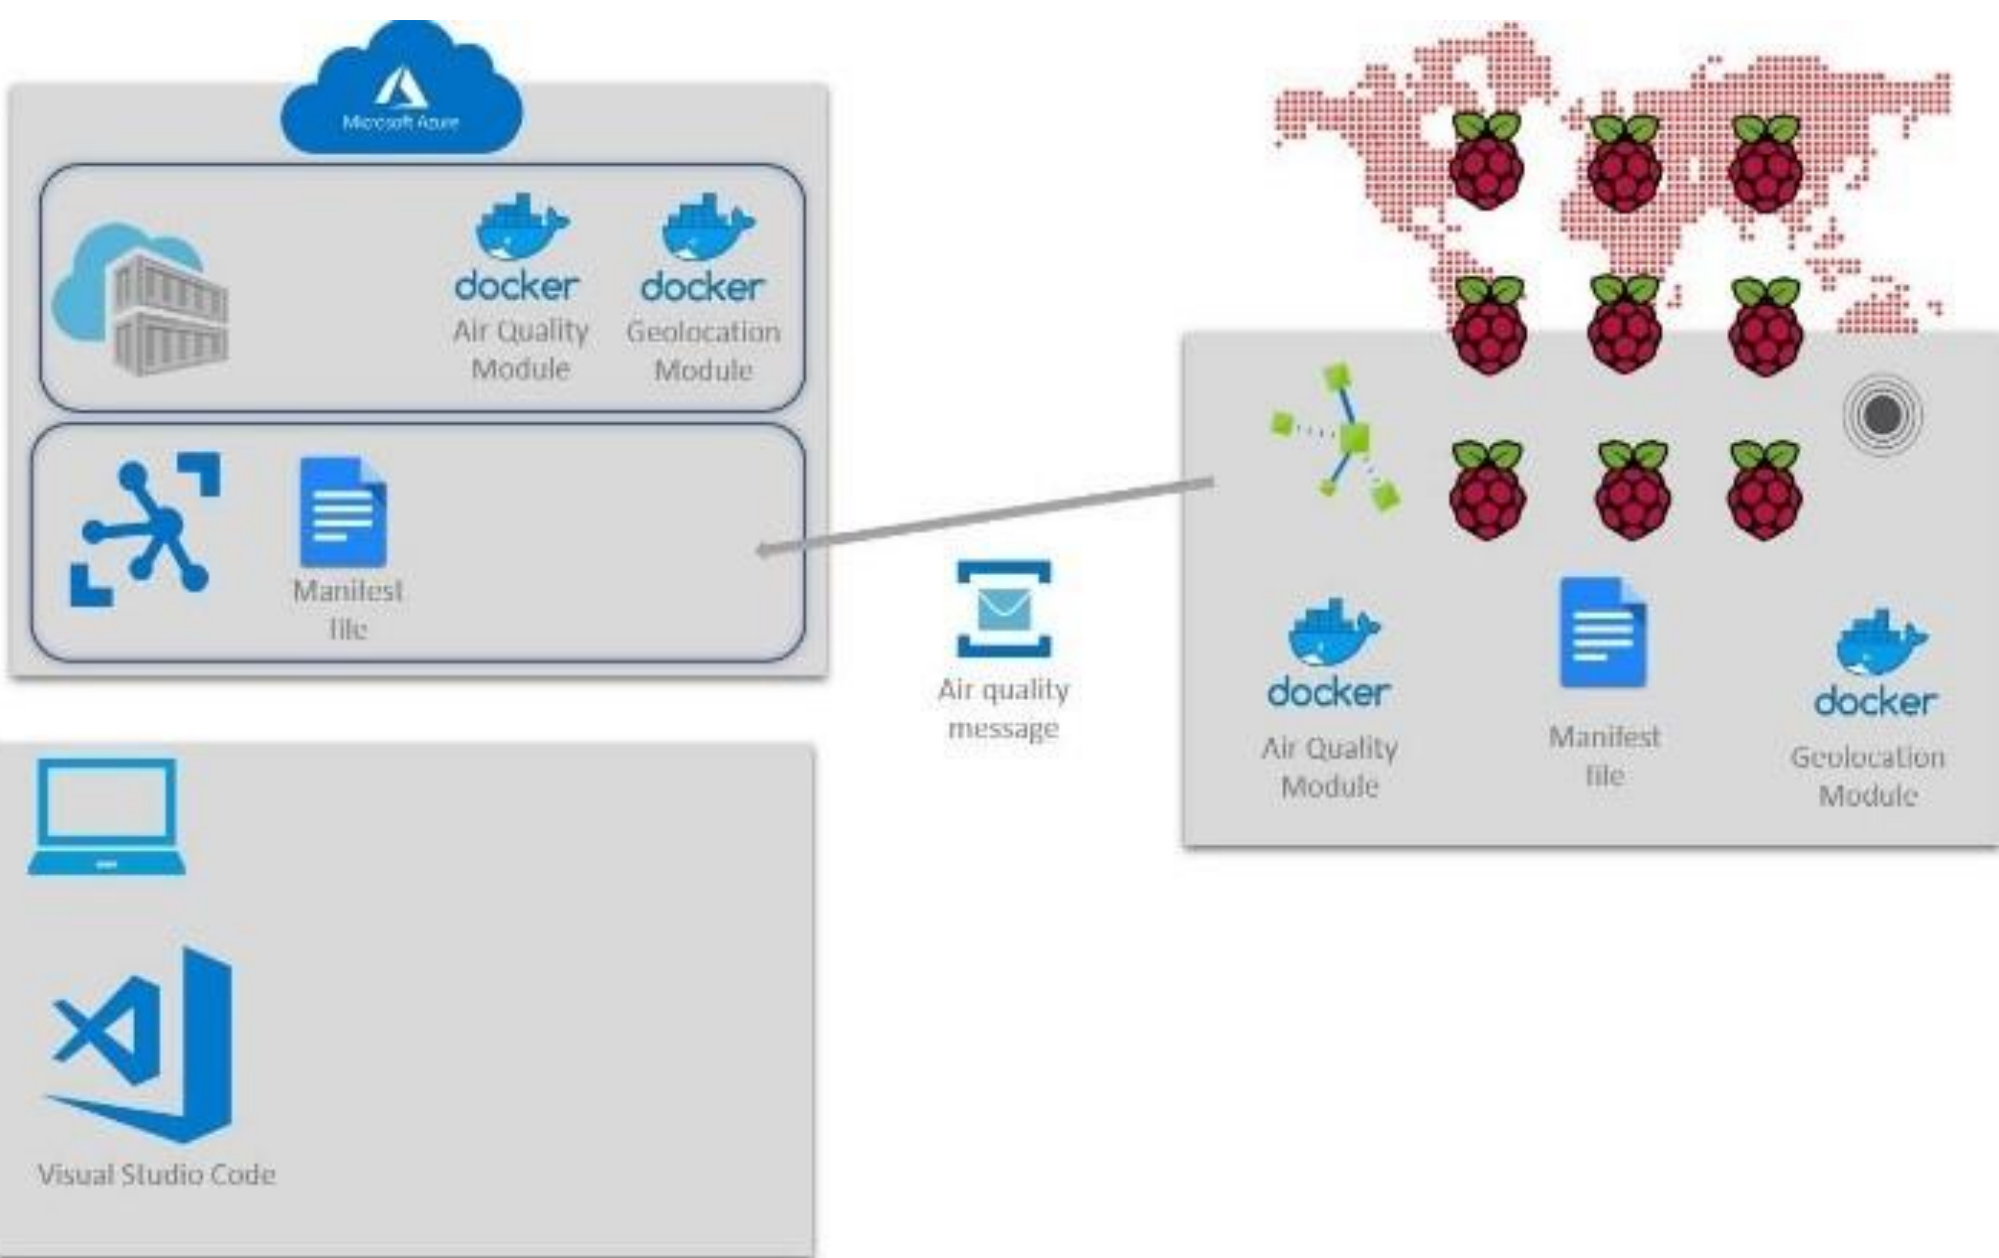 Microsoft Azure
docker
docker
Air Quality
Module
Geolocation
Module
Manifest
file
Air quality
message
docker
Air Quality
Module
Manifest
file
docker
Geolocation
Module
Visual Studio Code